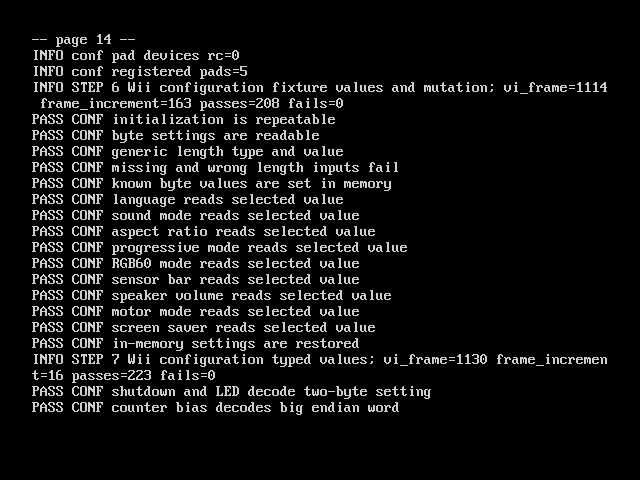 -- page 14 --
INFO conf pad devices rc=0
INFO conf registered pads=5
INFO STEP 6 Wii configuration fixture values and mutation; vi_frame=1114
 frame_increment=163 passes=208 fails=0
PASS CONF initialization is repeatable
PASS CONF byte settings are readable
PASS CONF generic length type and value
PASS CONF missing and wrong length inputs fail
PASS CONF known byte values are set in memory
PASS CONF language reads selected value
PASS CONF sound mode reads selected value
PASS CONF aspect ratio reads selected value
PASS CONF progressive mode reads selected value
PASS CONF RGB60 mode reads selected value
PASS CONF sensor bar reads selected value
PASS CONF speaker volume reads selected value
PASS CONF motor mode reads selected value
PASS CONF screen saver reads selected value
PASS CONF in-memory settings are restored
INFO STEP 7 Wii configuration typed values; vi_frame=1130 frame_incremen
t=16 passes=223 fails=0
PASS CONF shutdown and LED decode two-byte setting
PASS CONF counter bias decodes big endian word